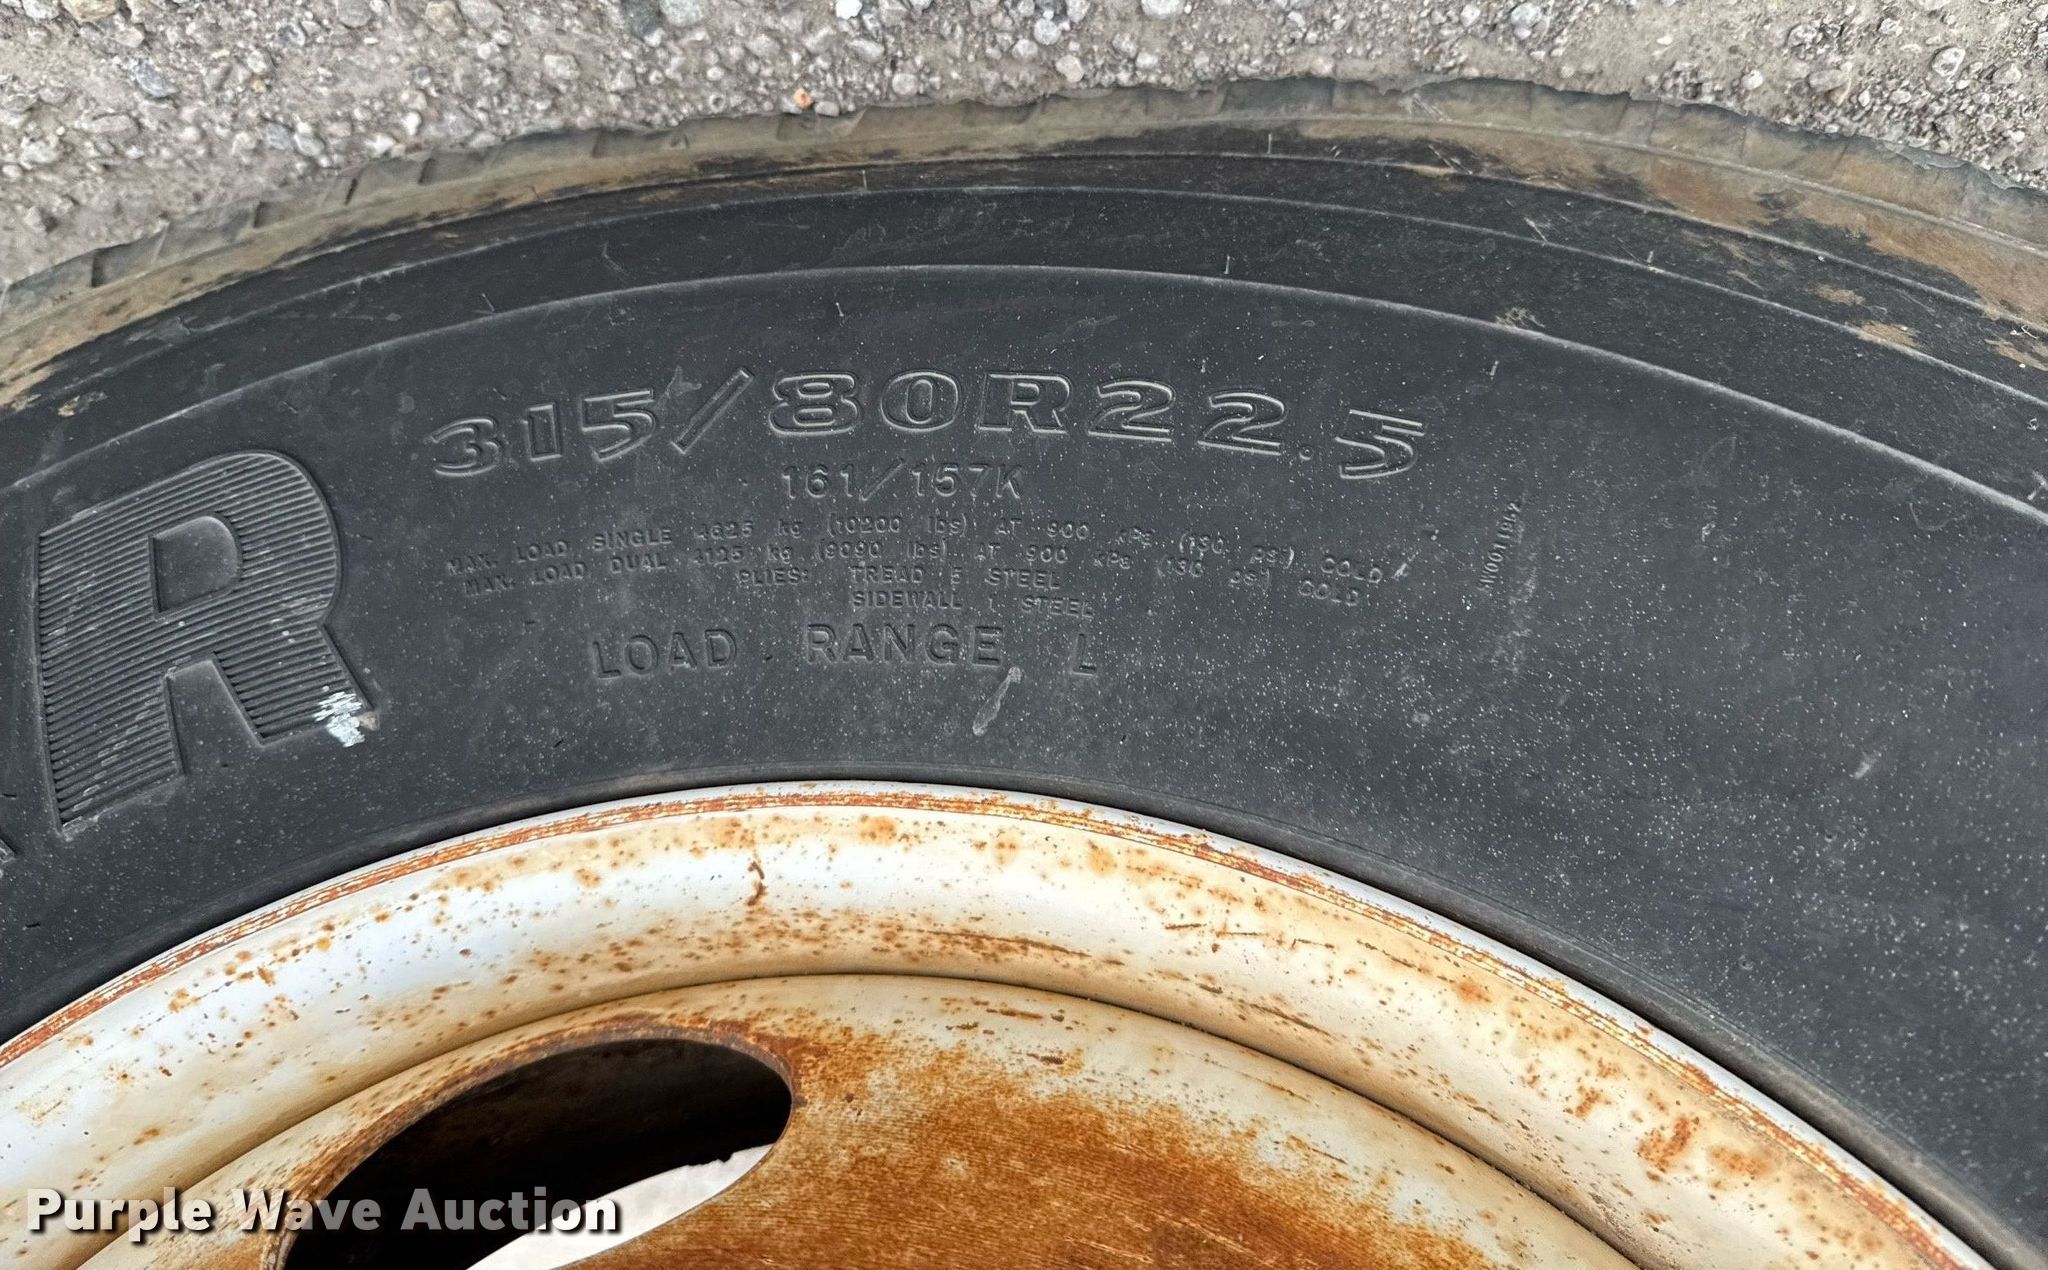 315/80R22.5
161/157K
MAX. LOAD SINGLE 4625 kg (10200 lbs) AT 900 kPa (130 psi) COLD
MAX. LOAD DUAL 4125 kg (9090 lbs) AT 900 kPa (130 psi) COLD
PLIES: TREAD 5 STEEL
SIDEWALL 1 STEEL
LOAD RANGE L
R
Purple Wave Auction